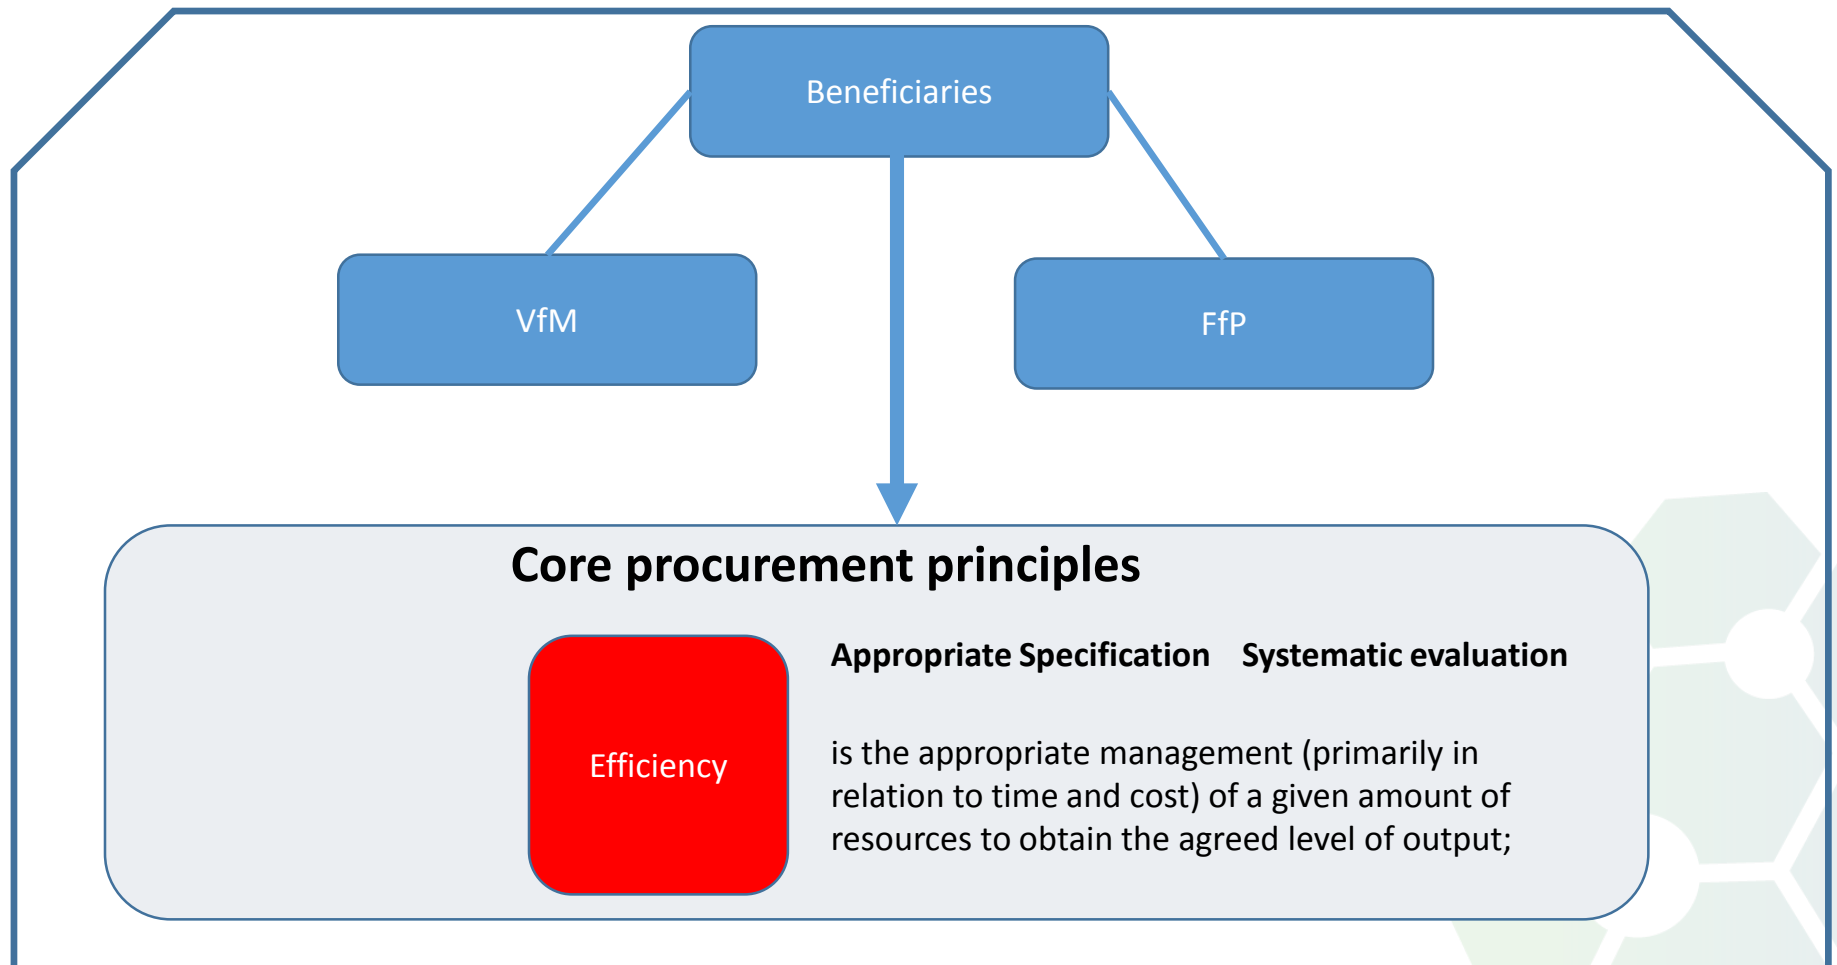 Beneficiaries
VfM
FfP
Core procurement principles
Appropriate Specification Systematic evaluation
Efficiency
is the appropriate management (primarily in
relation to time and cost) of a given amount of
resources to obtain the agreed level of output;